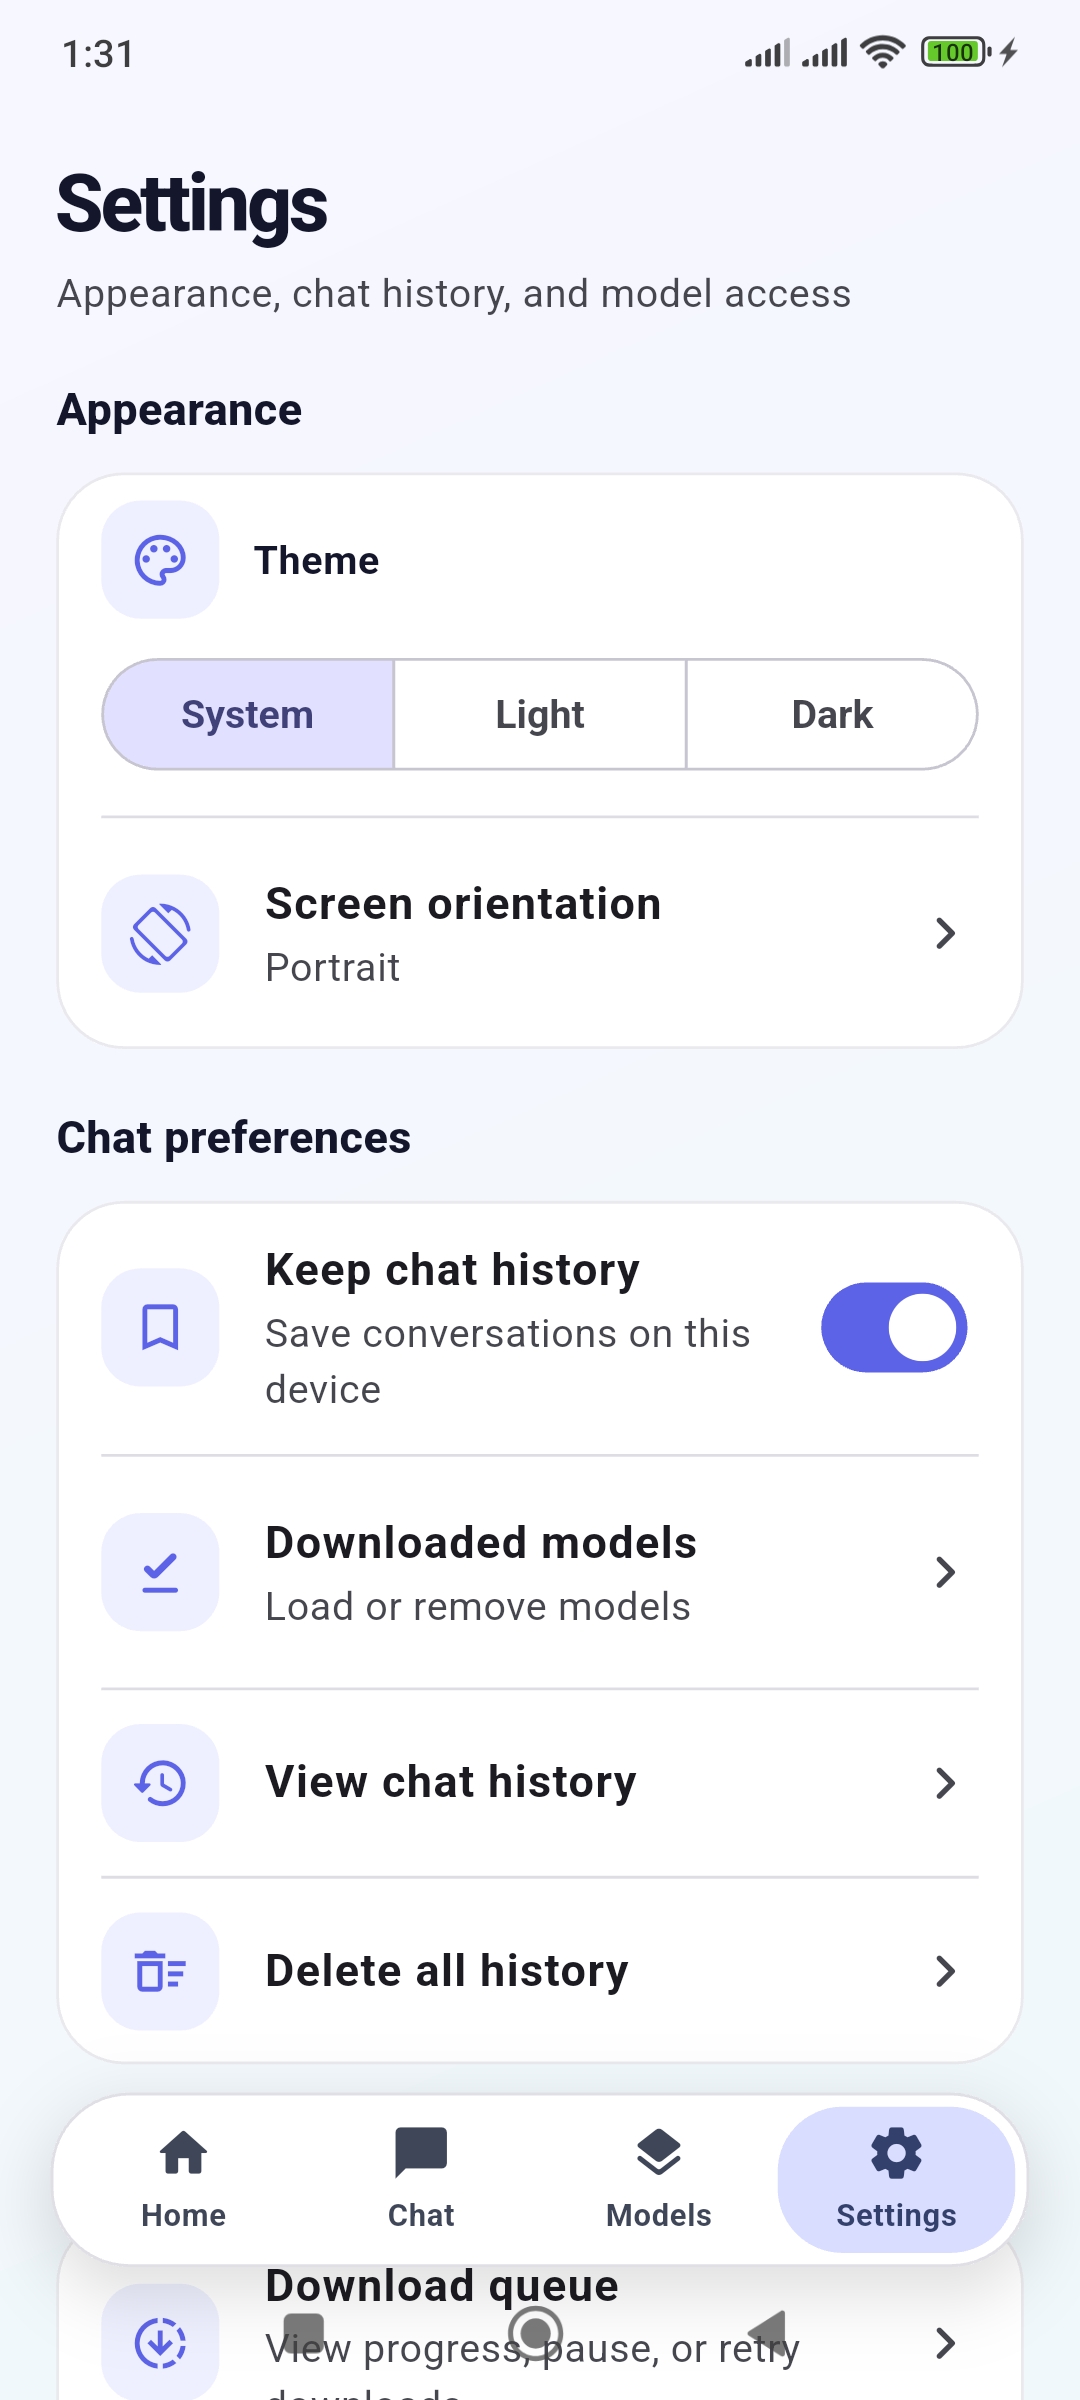 1:31
100
Settings
Appearance, chat history, and model access
Appearance
Theme
System
Light
Dark
Screen orientation
Portrait
Chat preferences
Keep chat history
Save conversations on this
device
Downloaded models
Load or remove models
View chat history
Delete all history
Home
Chat
Models
Settings
Download queue
View progress, pause, or retry
downloads